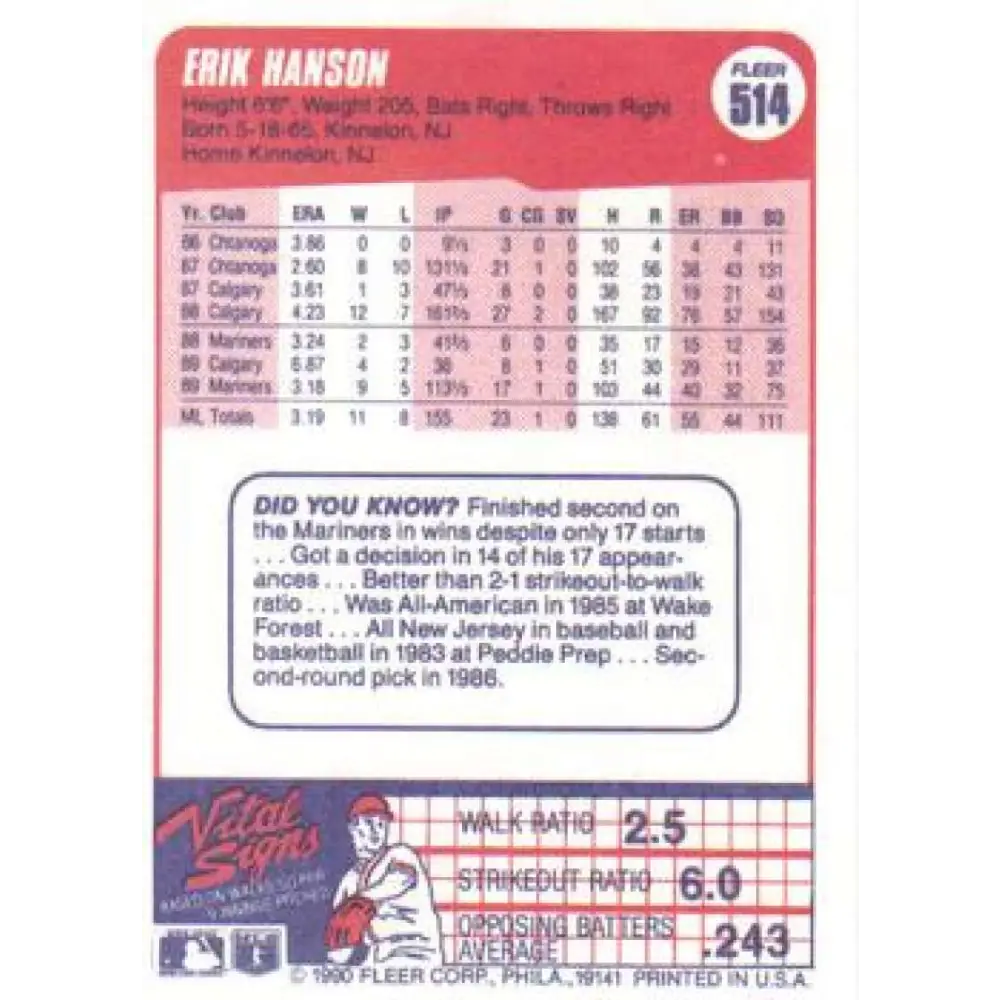 ERIK HANSON
FLEER
514
Height 6'6", Weight 205, Bats Right, Throws Right
Born 5-18-65, Kinnelon, NJ
Home Kinnelon, NJ
Yr. Club ERA W L IP G CG SV H R ER BB SO
86 Chtanoga 3.86 0 0 9⅓ 3 0 0 10 4 4 4 11
87 Chtanoga 2.60 8 10 131⅓ 21 1 0 102 56 38 43 131
87 Calgary 3.61 1 3 47⅓ 8 0 0 38 23 19 21 43
88 Calgary 4.23 12 7 161⅔ 27 2 0 167 92 76 57 154
88 Mariners 3.24 2 3 41⅔ 6 0 0 35 17 15 12 36
89 Calgary 6.87 4 2 38 8 1 0 51 30 29 11 37
89 Mariners 3.18 9 5 113⅓ 17 1 0 103 44 40 32 75
ML Totals 3.19 11 8 155 23 1 0 138 61 55 44 111
DID YOU KNOW? Finished second on
the Mariners in wins despite only 17 starts
. . . Got a decision in 14 of his 17 appear-
ances . . . Better than 2-1 strikeout-to-walk
ratio . . . Was All-American in 1985 at Wake
Forest . . . All New Jersey in baseball and
basketball in 1983 at Peddie Prep . . . Sec-
ond-round pick in 1986.
Vital
Signs
WALK RATIO 2.5
STRIKEOUT RATIO 6.0
OPPOSING BATTERS
AVERAGE .243
© 1990 FLEER CORP., PHILA., 19141 PRINTED IN U.S.A.